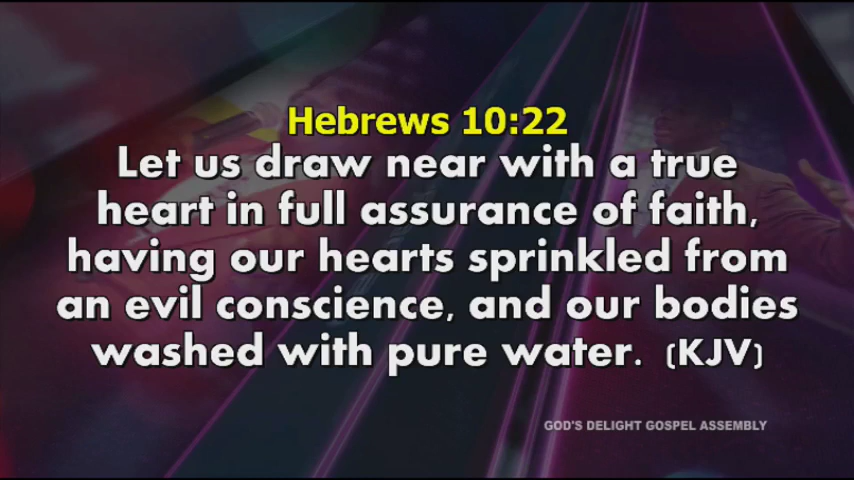 Hebrews 10:22
Let us draw near with a true
heart in full assurance of faith,
having our hearts sprinkled from
an evil conscience, and our bodies
washed with pure water. (KJV)
GOD'S DELIGHT GOSPEL ASSEMBLY